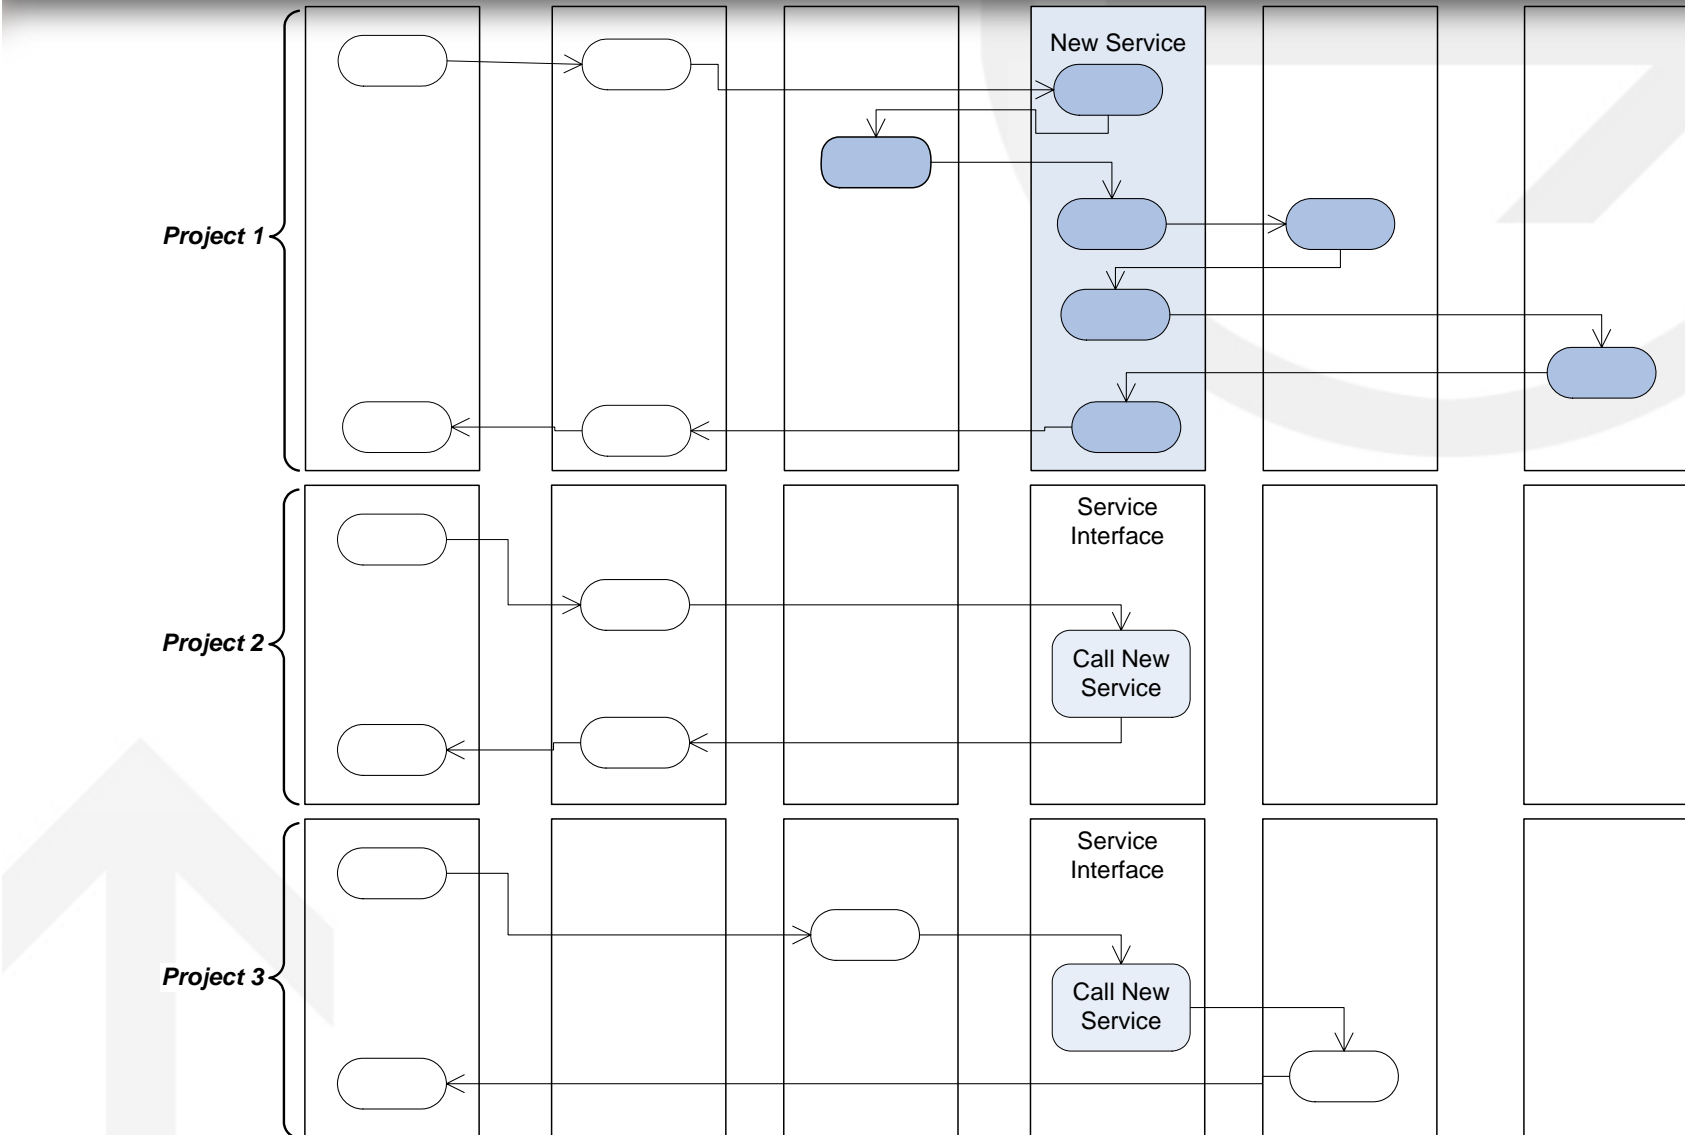 New Service
Project 1
Service
Interface
Project 2
Call New
Service
Service
Interface
Project 3
Call New
Service